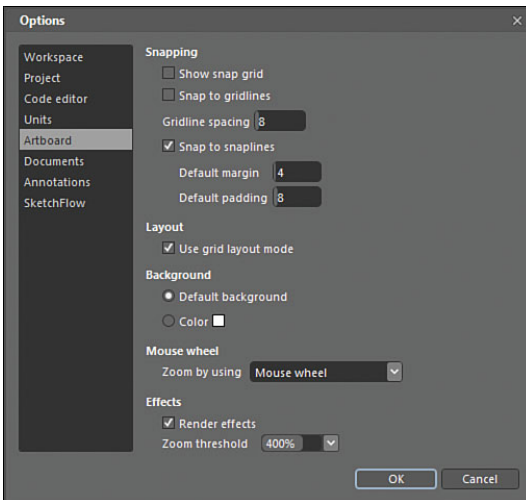 Options
Workspace
Project
Code editor
Units
Artboard
Documents
Annotations
SketchFlow
Snapping
Show snap grid
Snap to gridlines
Gridline spacing 8
Snap to snaplines
Default margin 4
Default padding 8
Layout
Use grid layout mode
Background
Default background
Color
Mouse wheel
Zoom by using Mouse wheel
Effects
Render effects
Zoom threshold 400%
OK Cancel